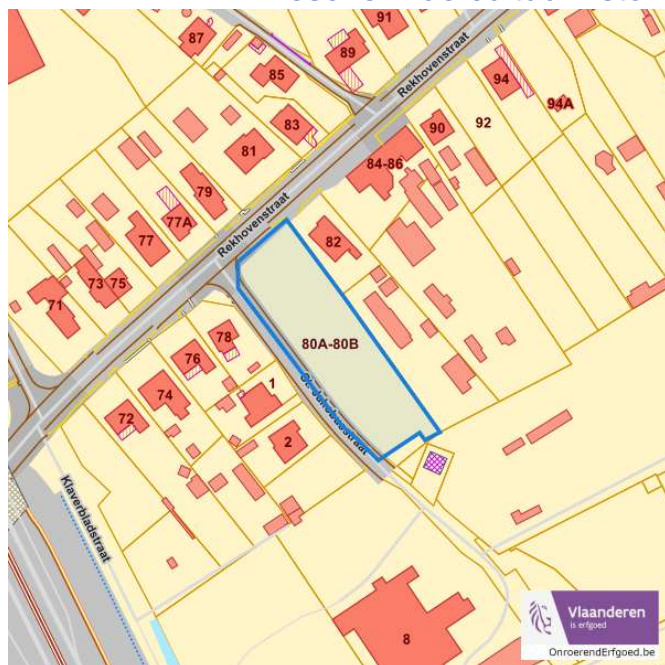 87
91
89
85
Rekhovenstraat
94
94A
83
92
90
84-86
81
79
77A
77
Rekhovenstraat
82
73
75
71
78
80A-80B
76
1
74
72
2
Klaverbladstraat
8
Vlaanderen
is erfgoed
OnroerendErfgoed.be